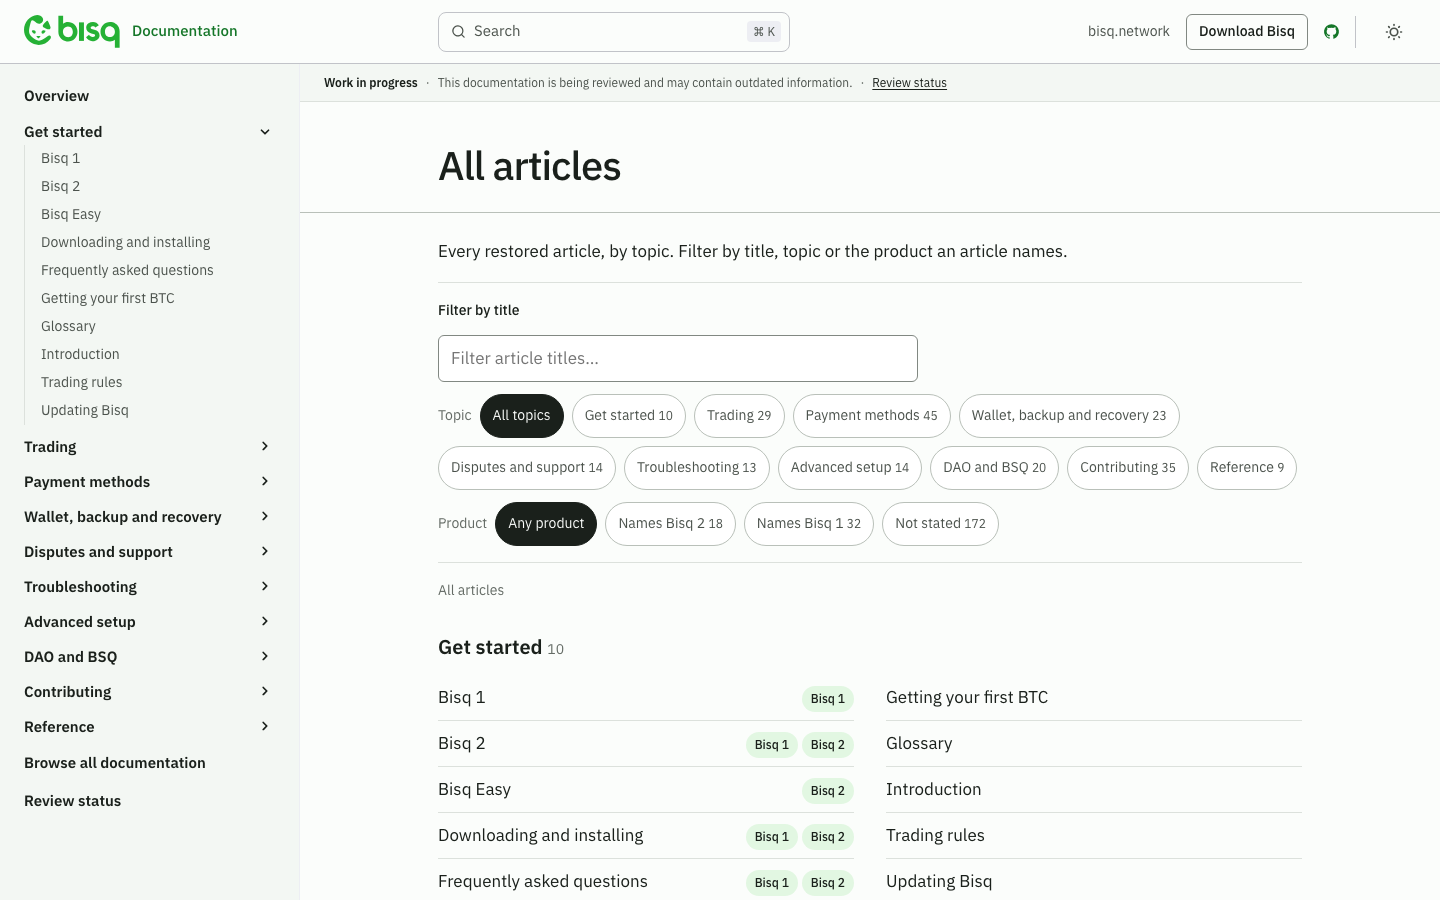 bisq Documentation
Search
⌘ K
bisq.network
Download Bisq
Work in progress · This documentation is being reviewed and may contain outdated information. · Review status
Overview
Get started
Bisq 1
Bisq 2
Bisq Easy
Downloading and installing
Frequently asked questions
Getting your first BTC
Glossary
Introduction
Trading rules
Updating Bisq
Trading
Payment methods
Wallet, backup and recovery
Disputes and support
Troubleshooting
Advanced setup
DAO and BSQ
Contributing
Reference
Browse all documentation
Review status
All articles
Every restored article, by topic. Filter by title, topic or the product an article names.
Filter by title
Filter article titles...
Topic All topics Get started 10 Trading 29 Payment methods 45 Wallet, backup and recovery 23
Disputes and support 14 Troubleshooting 13 Advanced setup 14 DAO and BSQ 20 Contributing 35 Reference 9
Product Any product Names Bisq 2 18 Names Bisq 1 32 Not stated 172
All articles
Get started 10
Bisq 1 Bisq 1
Bisq 2 Bisq 1 Bisq 2
Bisq Easy Bisq 2
Downloading and installing Bisq 1 Bisq 2
Frequently asked questions Bisq 1 Bisq 2
Getting your first BTC
Glossary
Introduction
Trading rules
Updating Bisq